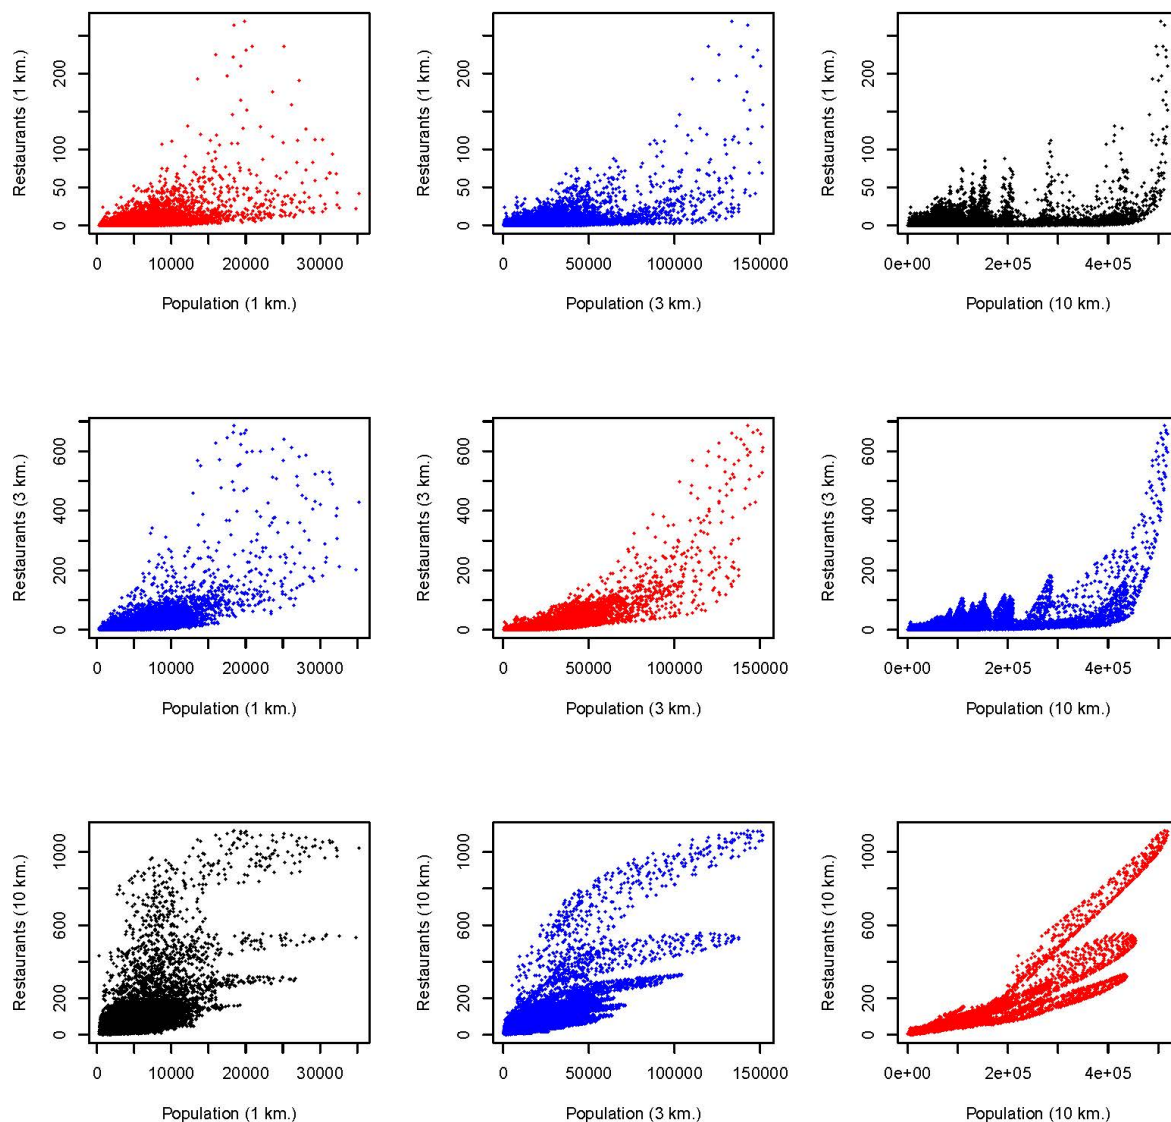 Restaurants (1 km.)
0 50 100 200
0 10000 20000 30000
Population (1 km.)
Restaurants (1 km.)
0 50 100 200
0 50000 100000 150000
Population (3 km.)
Restaurants (1 km.)
0 50 100 200
0e+00 2e+05 4e+05
Population (10 km.)
Restaurants (3 km.)
0 200 400 600
0 10000 20000 30000
Population (1 km.)
Restaurants (3 km.)
0 200 400 600
0 50000 100000 150000
Population (3 km.)
Restaurants (3 km.)
0 200 400 600
0e+00 2e+05 4e+05
Population (10 km.)
Restaurants (10 km.)
0 200 600 1000
0 10000 20000 30000
Population (1 km.)
Restaurants (10 km.)
0 200 600 1000
0 50000 100000 150000
Population (3 km.)
Restaurants (10 km.)
0 200 600 1000
0e+00 2e+05 4e+05
Population (10 km.)